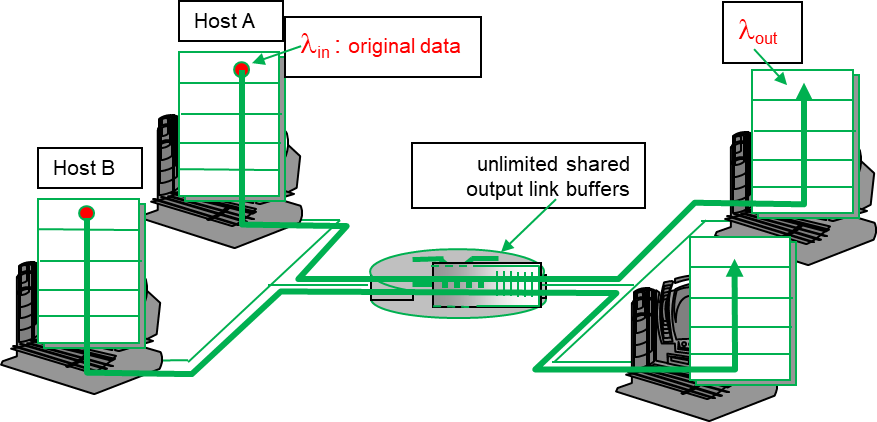 Host A
λin : original data
λout
Host B
unlimited shared
output link buffers